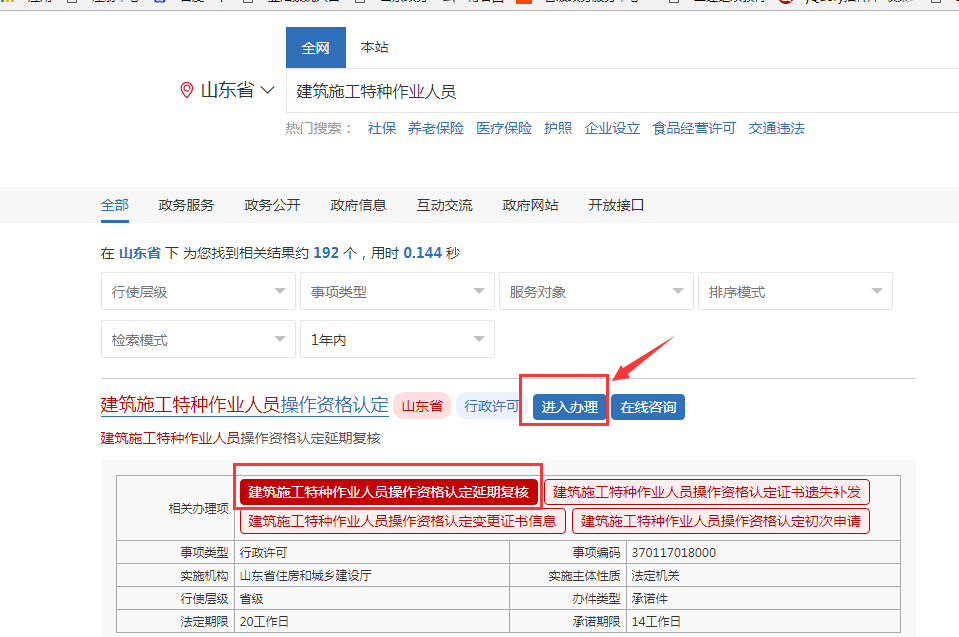 全网 本站
山东省
建筑施工特种作业人员
热门搜索： 社保 养老保险 医疗保险 护照 企业设立 食品经营许可 交通违法
全部 政务服务 政务公开 政府信息 互动交流 政府网站 开放接口
在 山东省 下 为您找到相关结果约 192 个，用时 0.144 秒
行使层级 事项类型 服务对象 排序模式
检索模式 1年内
建筑施工特种作业人员操作资格认定 山东省 行政许可 进入办理 在线咨询
建筑施工特种作业人员操作资格认定延期复核
相关办理项 建筑施工特种作业人员操作资格认定延期复核 建筑施工特种作业人员操作资格认定证书遗失补发
建筑施工特种作业人员操作资格认定变更证书信息 建筑施工特种作业人员操作资格认定初次申请
事项类型 行政许可 事项编码 370117018000
实施机构 山东省住房和城乡建设厅 实施主体性质 法定机关
行使层级 省级 办件类型 承诺件
法定期限 20工作日 承诺期限 14工作日